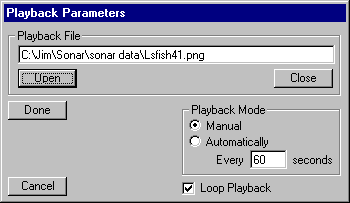 Playback Parameters
Playback File
C:\Jim\Sonar\sonar data\Lsfish41.png
Open
Close
Done
Playback Mode
Manual
Automatically
Every 60 seconds
Cancel
Loop Playback